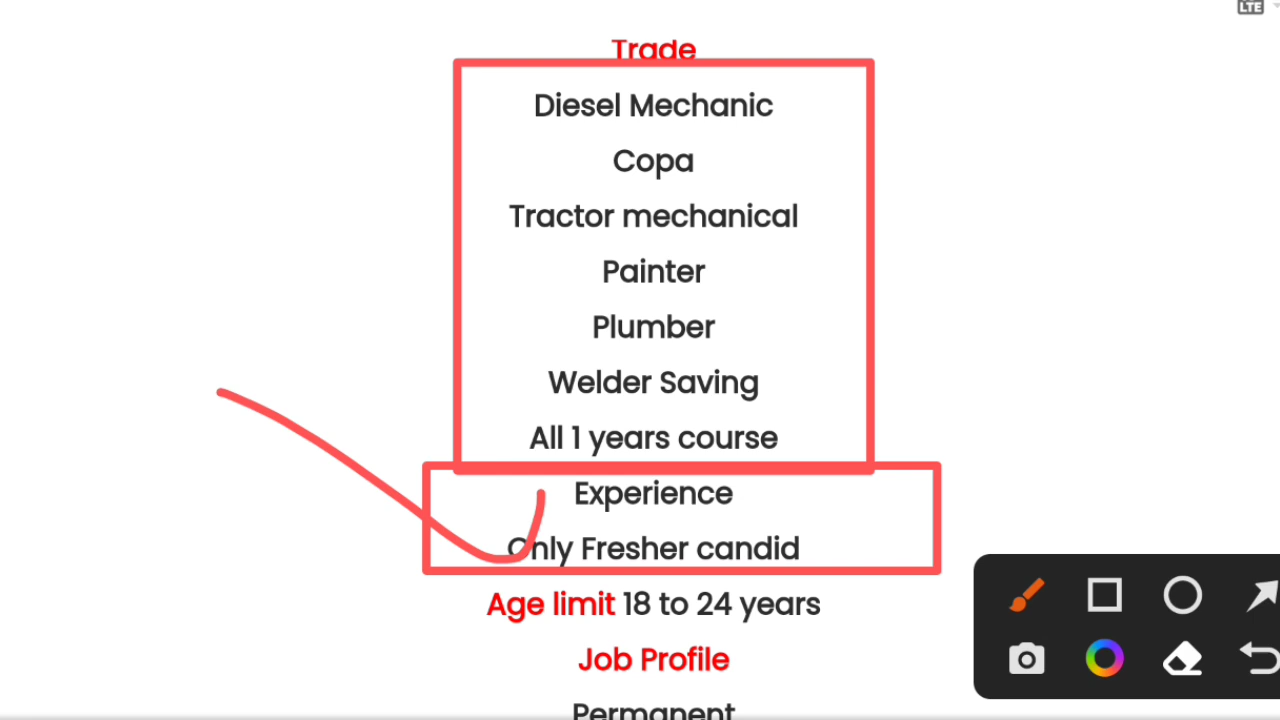 LTE
Trade
Diesel Mechanic
Copa
Tractor mechanical
Painter
Plumber
Welder Saving
All 1 years course
Experience
Only Fresher candid
Age limit 18 to 24 years
Job Profile
Permanent